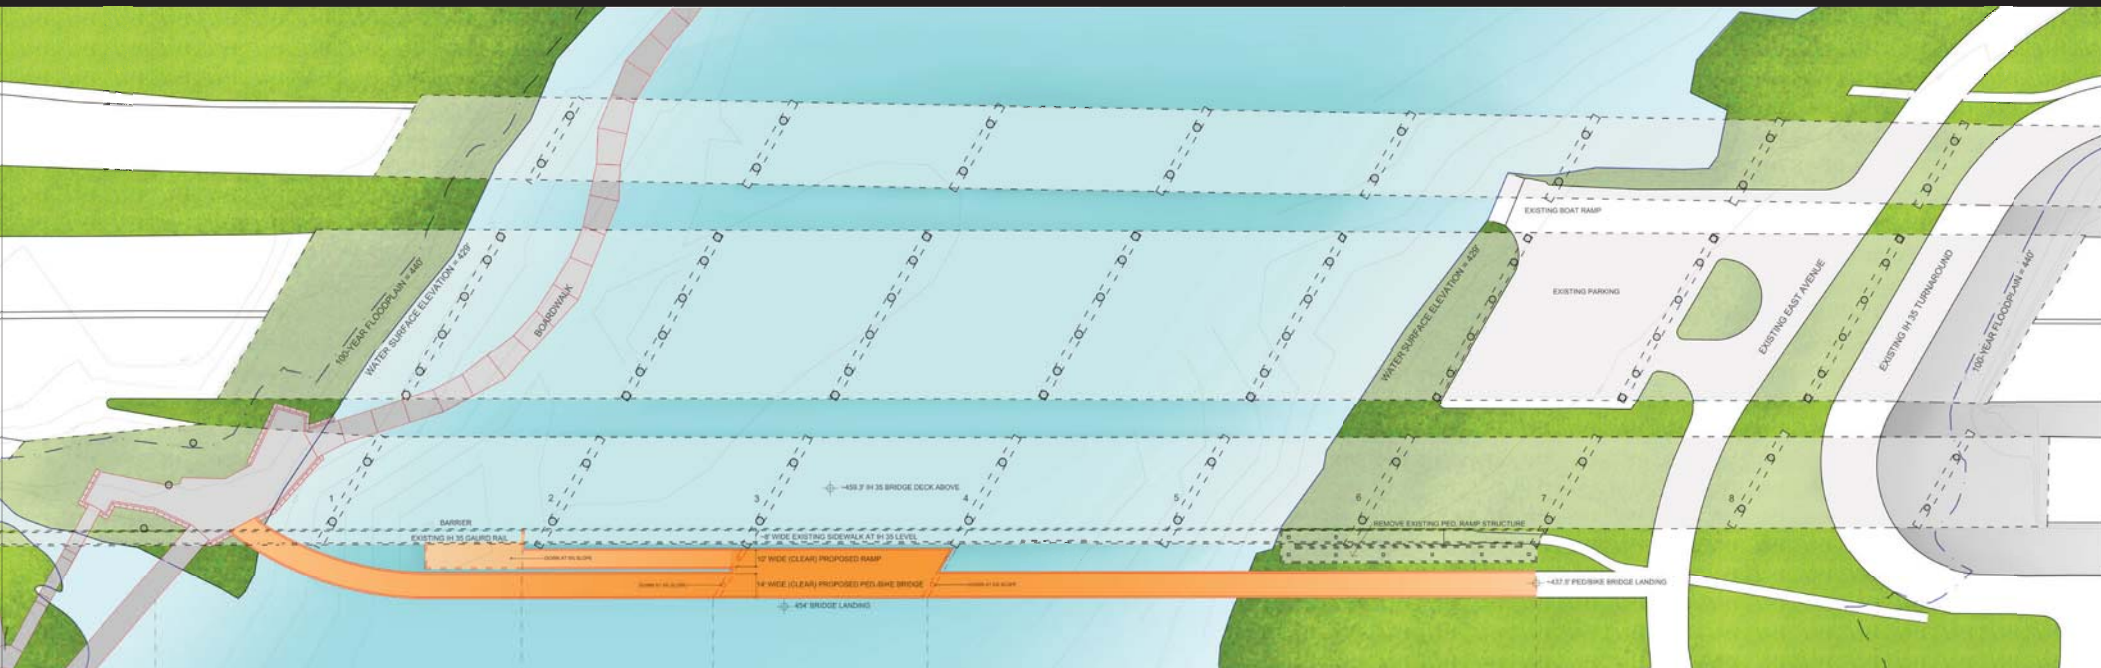 EXISTING BOAT RAMP
EXISTING PARKING
EXISTING EAST AVENUE
EXISTING IH 35 TURNAROUND
100-YEAR FLOODPLAIN = 440'
100-YEAR FLOODPLAIN = 440'
WATER SURFACE ELEVATION = 429'
BOARDWALK
WATER SURFACE ELEVATION = 429'
~459.3' IH 35 BRIDGE DECK ABOVE
1
2
3
4
5
6
7
8
BARRIER
EXISTING IH 35 GAURD RAIL
~6' WIDE EXISTING SIDEWALK AT IH 35 LEVEL
REMOVE EXISTING PED. RAMP STRUCTURE
10' WIDE (CLEAR) PROPOSED RAMP
14' WIDE (CLEAR) PROPOSED PED./BIKE BRIDGE
~437.5' PED/BIKE BRIDGE LANDING
454' BRIDGE LANDING